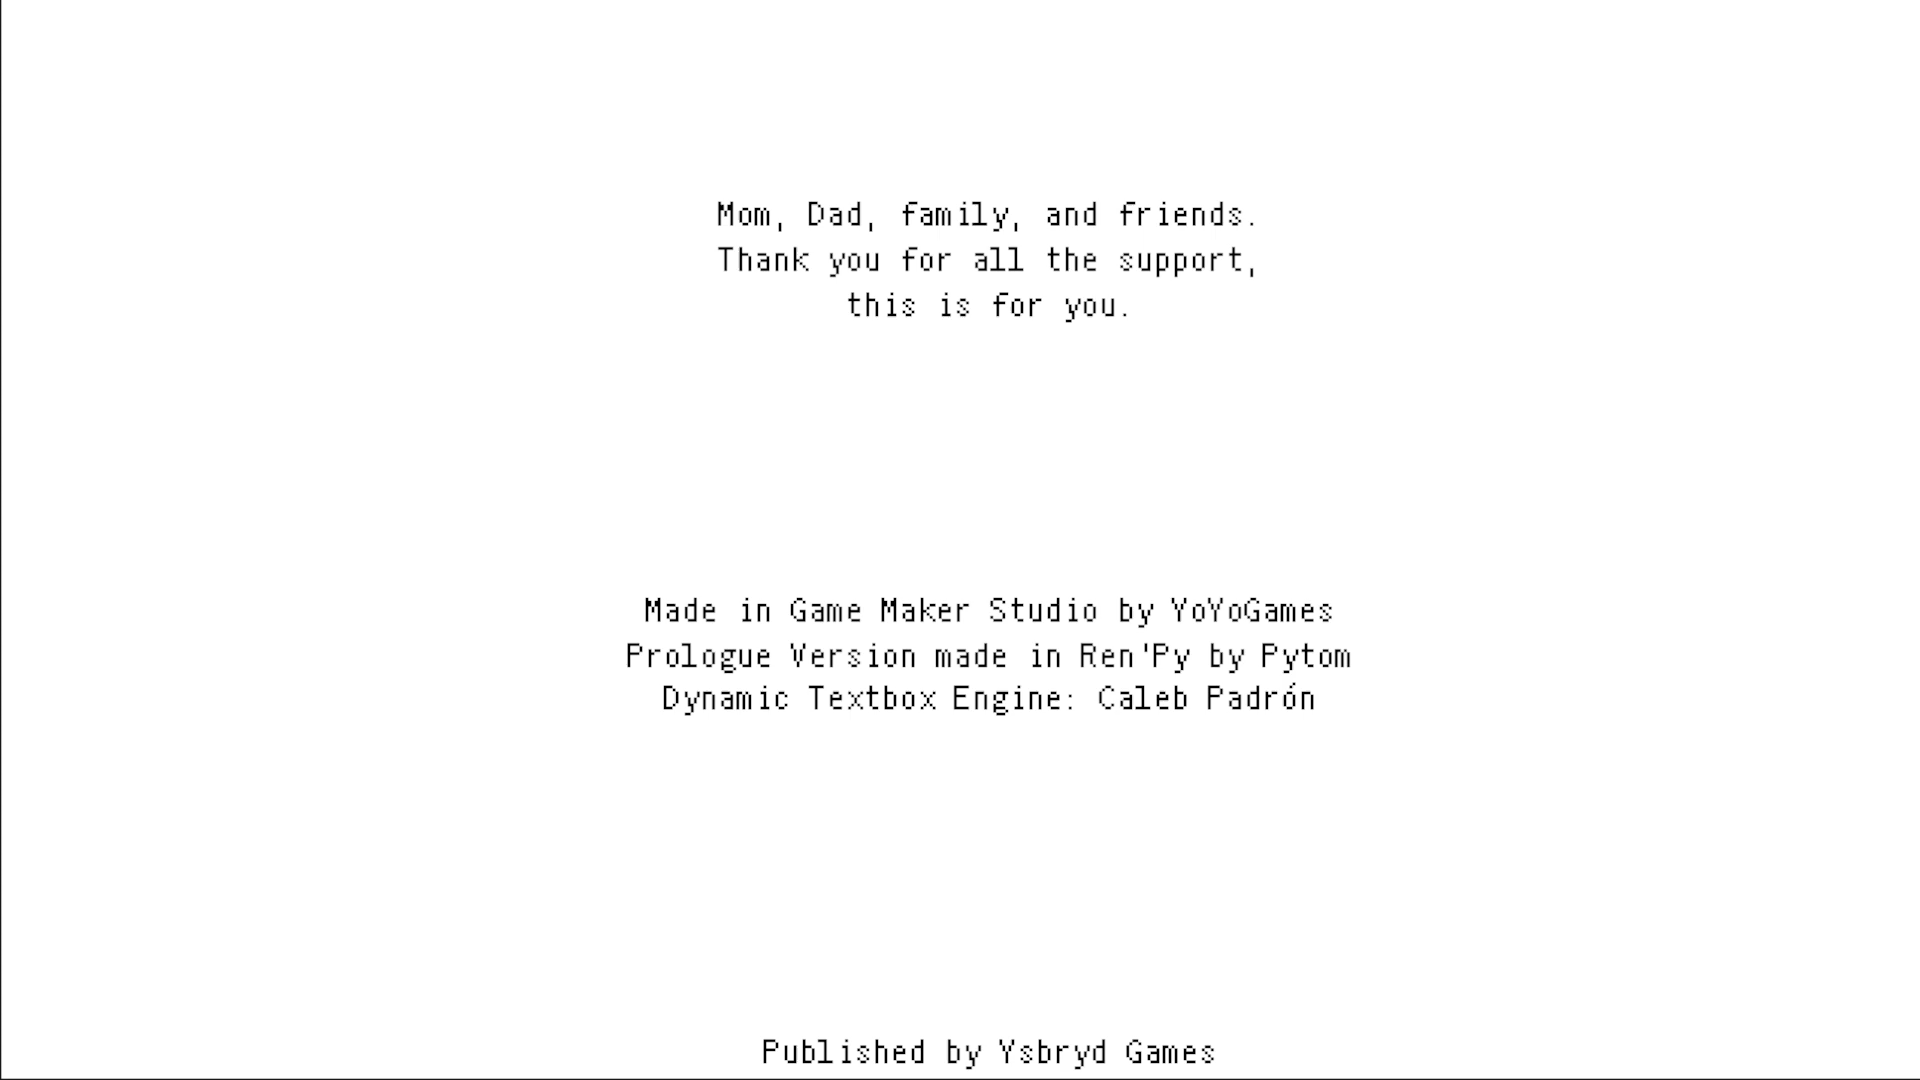 Mom, Dad, family, and friends.
Thank you for all the support,
this is for you.
Made in Game Maker Studio by YoYoGames
Prologue Version made in Ren'Py by Pytom
Dynamic Textbox Engine: Caleb Padrón
Published by Ysbryd Games